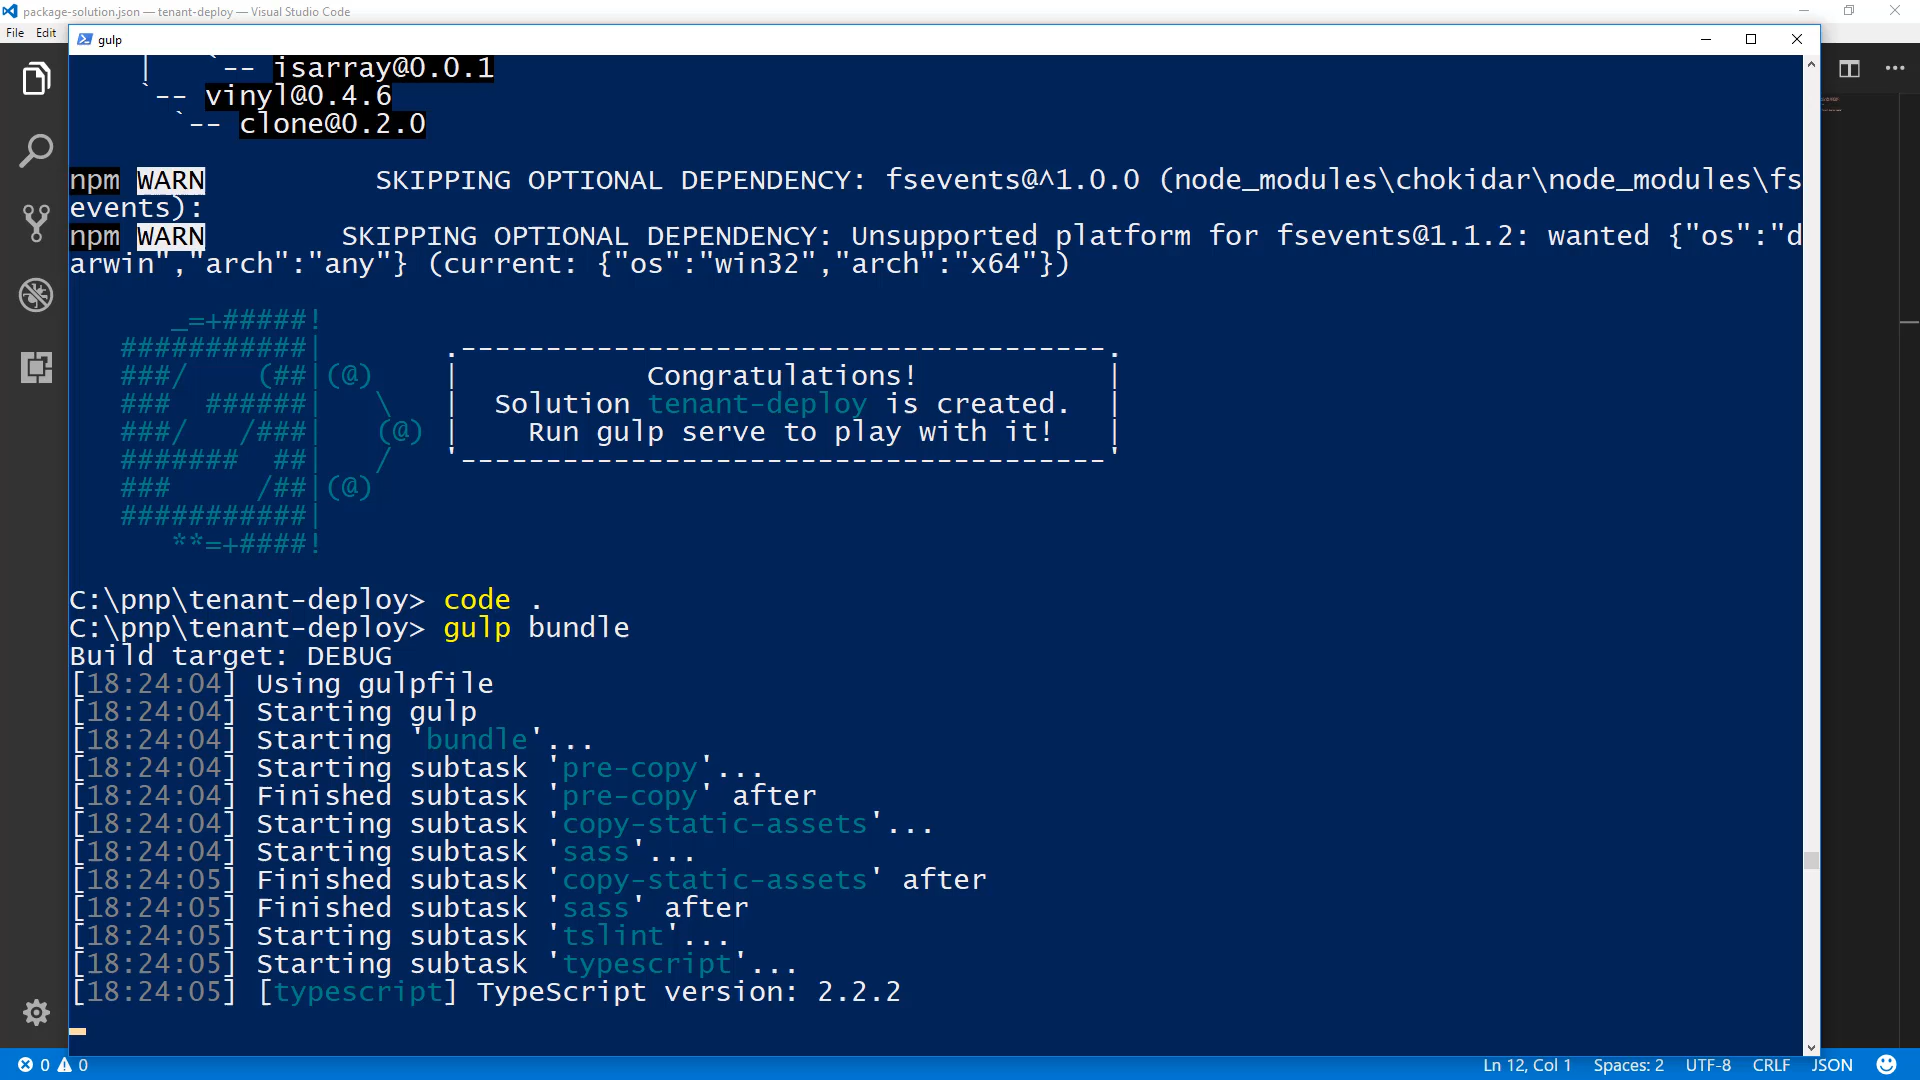 package-solution.json — tenant-deploy — Visual Studio Code
File Edit
gulp
|   `-- isarray@0.0.1
`-- vinyl@0.4.6
`-- clone@0.2.0
npm WARN SKIPPING OPTIONAL DEPENDENCY: fsevents@^1.0.0 (node_modules\chokidar\node_modules\fs
events):
npm WARN SKIPPING OPTIONAL DEPENDENCY: Unsupported platform for fsevents@1.1.2: wanted {"os":"d
arwin","arch":"any"} (current: {"os":"win32","arch":"x64"})
      _=+#####!
   ###########|       .--------------------------------------.
   ###/    (##|(@)    |           Congratulations!           |
   ###  ######|   \   |  Solution tenant-deploy is created.  |
   ###/   /###|   (@) |    Run gulp serve to play with it!   |
   #######  ##|   /   '--------------------------------------'
   ###     /##|(@)
   ###########|
      **=+####!
C:\pnp\tenant-deploy> code .
C:\pnp\tenant-deploy> gulp bundle
Build target: DEBUG
[18:24:04] Using gulpfile
[18:24:04] Starting gulp
[18:24:04] Starting 'bundle'...
[18:24:04] Starting subtask 'pre-copy'...
[18:24:04] Finished subtask 'pre-copy' after
[18:24:04] Starting subtask 'copy-static-assets'...
[18:24:04] Starting subtask 'sass'...
[18:24:05] Finished subtask 'copy-static-assets' after
[18:24:05] Finished subtask 'sass' after
[18:24:05] Starting subtask 'tslint'...
[18:24:05] Starting subtask 'typescript'...
[18:24:05] [typescript] TypeScript version: 2.2.2
0 0 Ln 12, Col 1 Spaces: 2 UTF-8 CRLF JSON